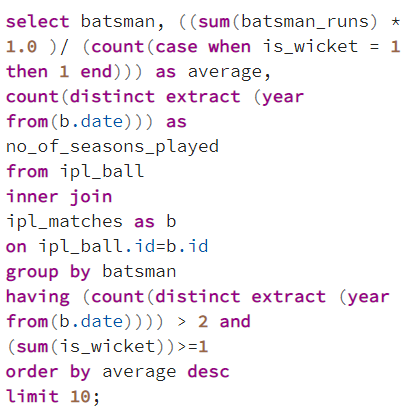 select batsman, ((sum(batsman_runs) *
1.0 )/ (count(case when is_wicket = 1
then 1 end))) as average,
count(distinct extract (year
from(b.date))) as
no_of_seasons_played
from ipl_ball
inner join
ipl_matches as b
on ipl_ball.id=b.id
group by batsman
having (count(distinct extract (year
from(b.date)))) > 2 and
(sum(is_wicket))>=1
order by average desc
limit 10;